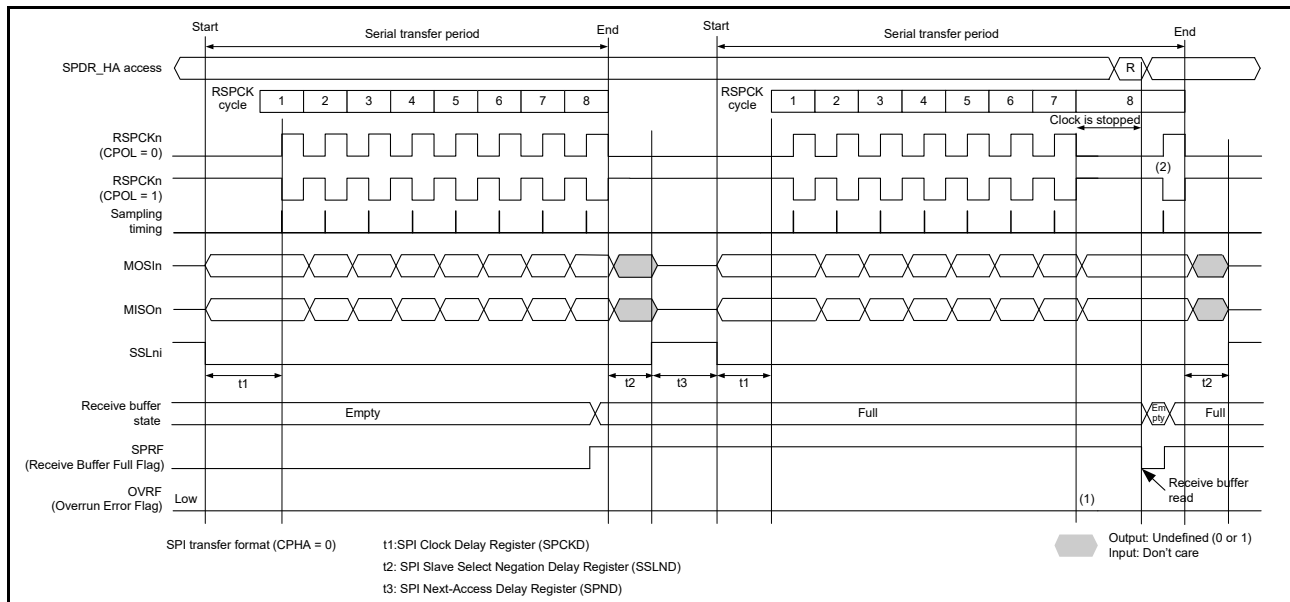 Start
Serial transfer period
End
Start
Serial transfer period
End
SPDR_HA access
R
RSPCK
cycle
1 2 3 4 5 6 7 8
RSPCK
cycle
1 2 3 4 5 6 7 8
Clock is stopped
RSPCKn
(CPOL = 0)
(2)
RSPCKn
(CPOL = 1)
Sampling
timing
MOSIn
MISOn
SSLni
t1
t2
t3
t1
t2
Receive buffer
state
Empty
Full
Em
pty
Full
SPRF
(Receive Buffer Full Flag)
Receive buffer
read
OVRF
(Overrun Error Flag)
Low
(1)
SPI transfer format (CPHA = 0)
t1:SPI Clock Delay Register (SPCKD)
t2: SPI Slave Select Negation Delay Register (SSLND)
t3: SPI Next-Access Delay Register (SPND)
Output: Undefined (0 or 1)
Input: Don't care